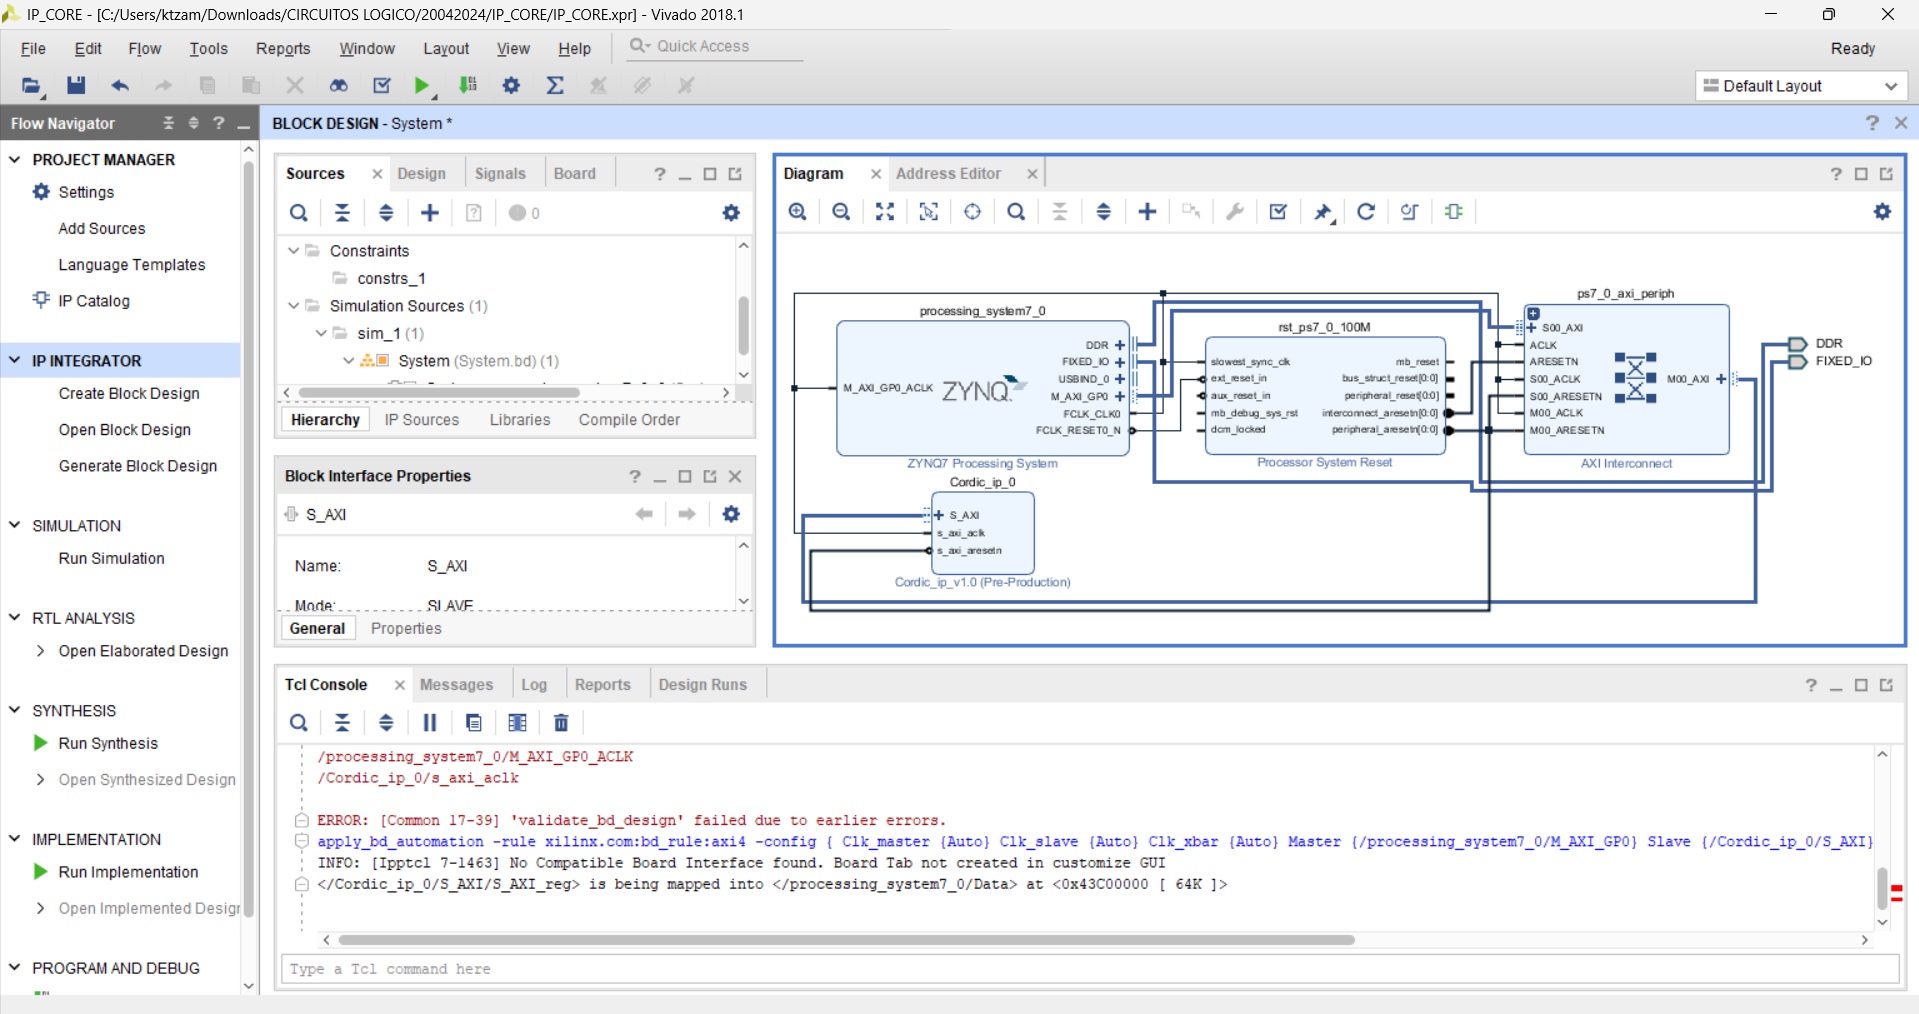 IP_CORE - [C:/Users/ktzam/Downloads/CIRCUITOS LOGICO/20042024/IP_CORE/IP_CORE.xpr] - Vivado 2018.1
File Edit Flow Tools Reports Window Layout View Help Quick Access Ready
Default Layout
Flow Navigator
BLOCK DESIGN - System *
PROJECT MANAGER
Settings
Add Sources
Language Templates
IP Catalog
IP INTEGRATOR
Create Block Design
Open Block Design
Generate Block Design
SIMULATION
Run Simulation
RTL ANALYSIS
Open Elaborated Design
SYNTHESIS
Run Synthesis
Open Synthesized Design
IMPLEMENTATION
Run Implementation
Open Implemented Design
PROGRAM AND DEBUG
Sources Design Signals Board
0
Constraints
constrs_1
Simulation Sources (1)
sim_1 (1)
System (System.bd) (1)
Hierarchy IP Sources Libraries Compile Order
Block Interface Properties
S_AXI
Name: S_AXI
Mode: SLAVE
General Properties
Diagram Address Editor
processing_system7_0
DDR
FIXED_IO
USBIND_0
M_AXI_GP0
FCLK_CLK0
FCLK_RESET0_N
M_AXI_GP0_ACLK
ZYNQ
ZYNQ7 Processing System
rst_ps7_0_100M
slowest_sync_clk
ext_reset_in
aux_reset_in
mb_debug_sys_rst
dcm_locked
mb_reset
bus_struct_reset[0:0]
peripheral_reset[0:0]
interconnect_aresetn[0:0]
peripheral_aresetn[0:0]
Processor System Reset
ps7_0_axi_periph
S00_AXI
ACLK
ARESETN
S00_ACLK
S00_ARESETN
M00_ACLK
M00_ARESETN
M00_AXI
AXI Interconnect
DDR
FIXED_IO
Cordic_ip_0
S_AXI
s_axi_aclk
s_axi_aresetn
Cordic_ip_v1.0 (Pre-Production)
Tcl Console Messages Log Reports Design Runs
/processing_system7_0/M_AXI_GP0_ACLK
/Cordic_ip_0/s_axi_aclk
ERROR: [Common 17-39] 'validate_bd_design' failed due to earlier errors.
apply_bd_automation -rule xilinx.com:bd_rule:axi4 -config { Clk_master {Auto} Clk_slave {Auto} Clk_xbar {Auto} Master {/processing_system7_0/M_AXI_GP0} Slave {/Cordic_ip_0/S_AXI}
INFO: [Ipptcl 7-1463] No Compatible Board Interface found. Board Tab not created in customize GUI
</Cordic_ip_0/S_AXI/S_AXI_reg> is being mapped into </processing_system7_0/Data> at <0x43C00000 [ 64K ]>
Type a Tcl command here